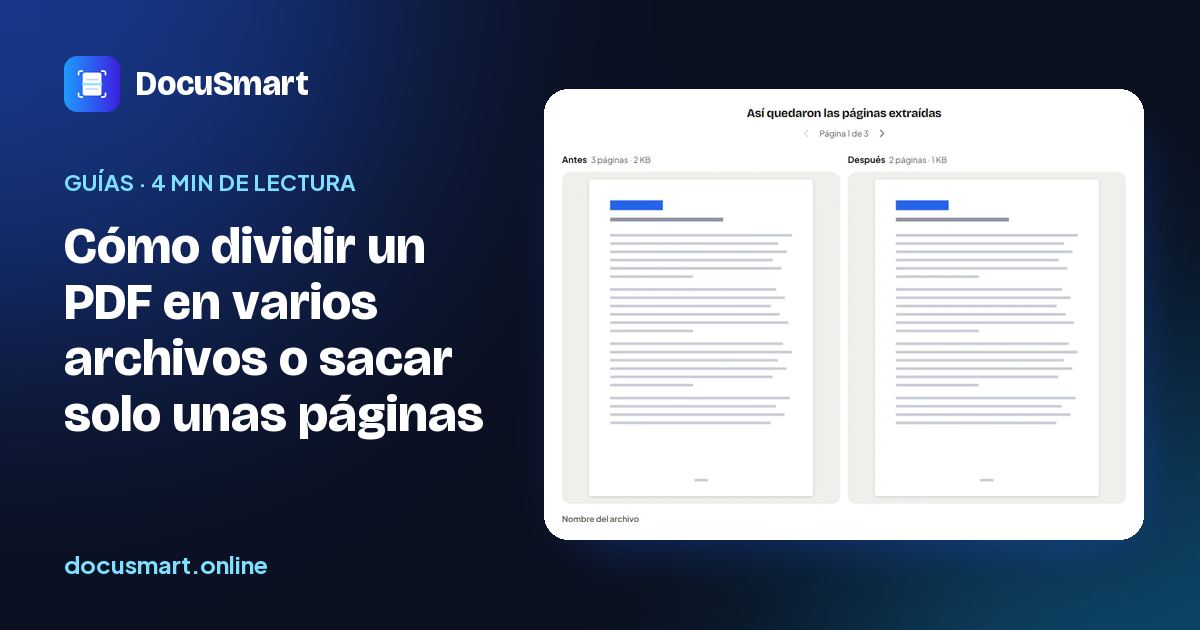 DocuSmart
GUÍAS · 4 MIN DE LECTURA
Cómo dividir un
PDF en varios
archivos o sacar
solo unas páginas
docusmart.online
Así quedaron las páginas extraídas
Página 1 de 3
Antes 3 páginas · 2 KB
Después 2 páginas · 1 KB
Nombre del archivo